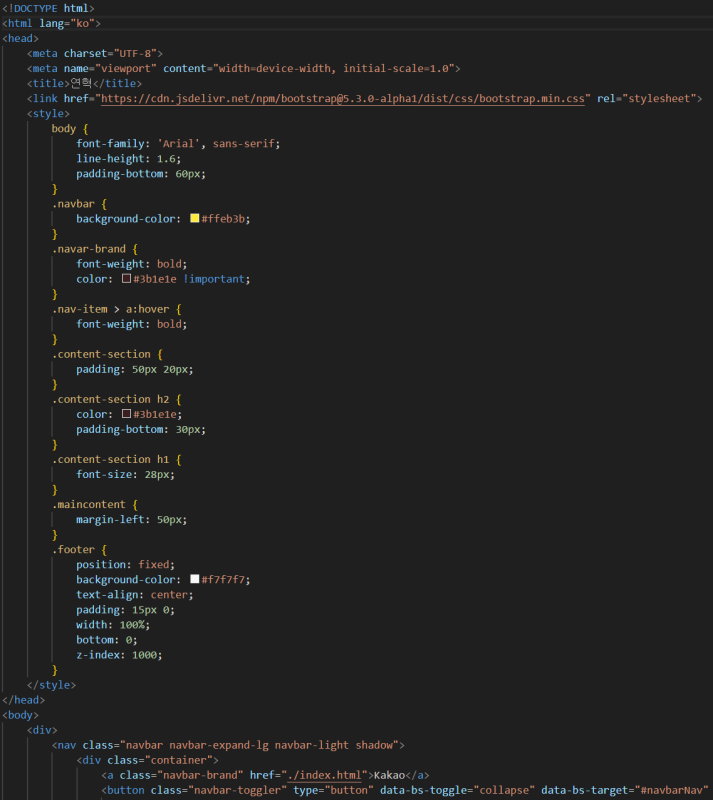 <!DOCTYPE html>
<html lang="ko">
<head>
    <meta charset="UTF-8">
    <meta name="viewport" content="width=device-width, initial-scale=1.0">
    <title>연혁</title>
    <link href="https://cdn.jsdelivr.net/npm/bootstrap@5.3.0-alpha1/dist/css/bootstrap.min.css" rel="stylesheet">
    <style>
        body {
            font-family: 'Arial', sans-serif;
            line-height: 1.6;
            padding-bottom: 60px;
        }
        .navbar {
            background-color: #ffeb3b;
        }
        .navar-brand {
            font-weight: bold;
            color: #3b1e1e !important;
        }
        .nav-item > a:hover {
            font-weight: bold;
        }
        .content-section {
            padding: 50px 20px;
        }
        .content-section h2 {
            color: #3b1e1e;
            padding-bottom: 30px;
        }
        .content-section h1 {
            font-size: 28px;
        }
        .maincontent {
            margin-left: 50px;
        }
        .footer {
            position: fixed;
            background-color: #f7f7f7;
            text-align: center;
            padding: 15px 0;
            width: 100%;
            bottom: 0;
            z-index: 1000;
        }
    </style>
</head>
<body>
    <div>
        <nav class="navbar navbar-expand-lg navbar-light shadow">
            <div class="container">
                <a class="navbar-brand" href="./index.html">Kakao</a>
                <button class="navbar-toggler" type="button" data-bs-toggle="collapse" data-bs-target="#navbarNav"